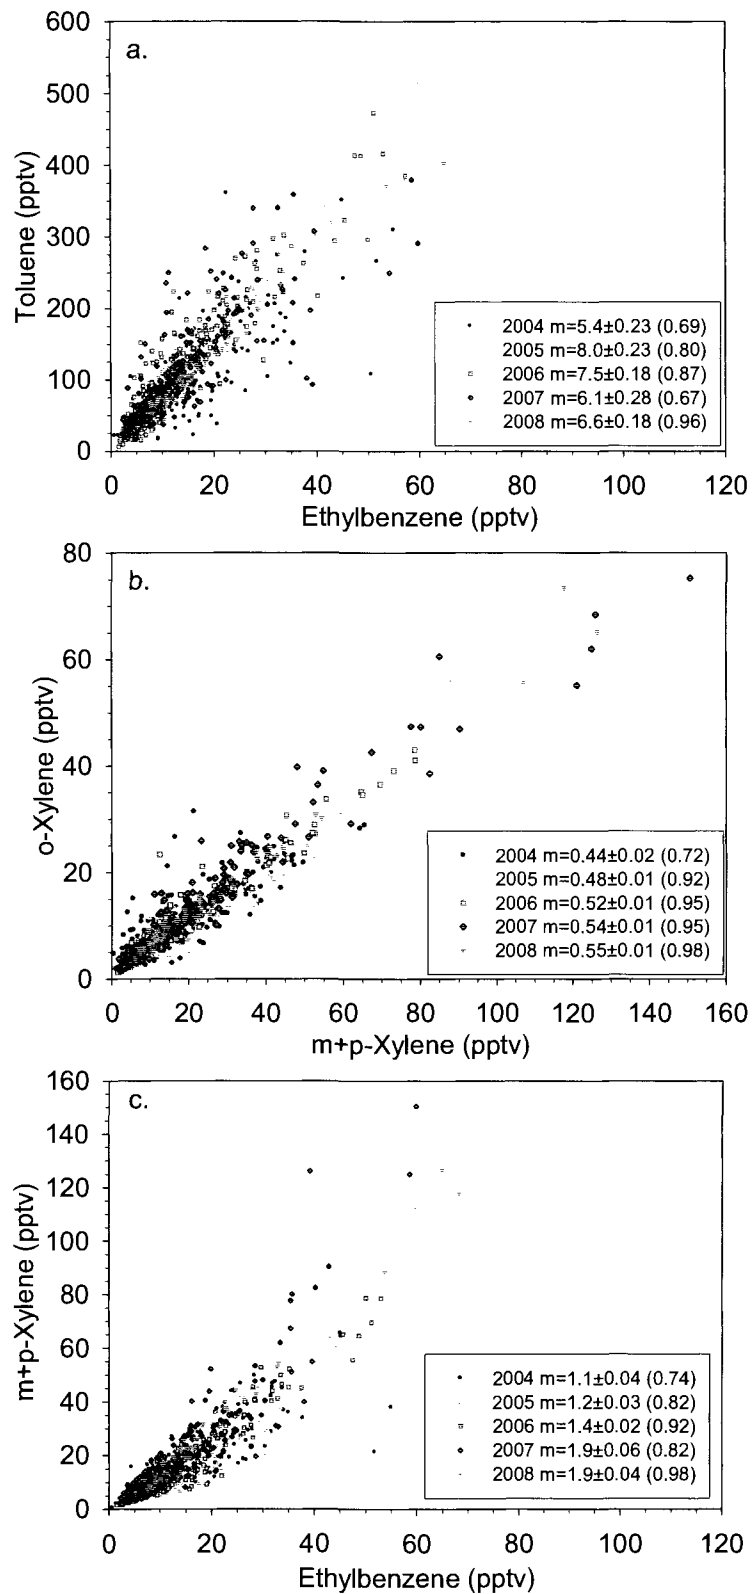 a.
600
500
400
300
200
100
0
Toluene (pptv)
2004 m=5.4±0.23 (0.69)
2005 m=8.0±0.23 (0.80)
2006 m=7.5±0.18 (0.87)
2007 m=6.1±0.28 (0.67)
2008 m=6.6±0.18 (0.96)
0 20 40 60 80 100 120
Ethylbenzene (pptv)
b.
80
60
40
20
0
o-Xylene (pptv)
2004 m=0.44±0.02 (0.72)
2005 m=0.48±0.01 (0.92)
2006 m=0.52±0.01 (0.95)
2007 m=0.54±0.01 (0.95)
2008 m=0.55±0.01 (0.98)
0 20 40 60 80 100 120 140 160
m+p-Xylene (pptv)
c.
160
140
120
100
80
60
40
20
0
m+p-Xylene (pptv)
2004 m=1.1±0.04 (0.74)
2005 m=1.2±0.03 (0.82)
2006 m=1.4±0.02 (0.92)
2007 m=1.9±0.06 (0.82)
2008 m=1.9±0.04 (0.98)
0 20 40 60 80 100 120
Ethylbenzene (pptv)